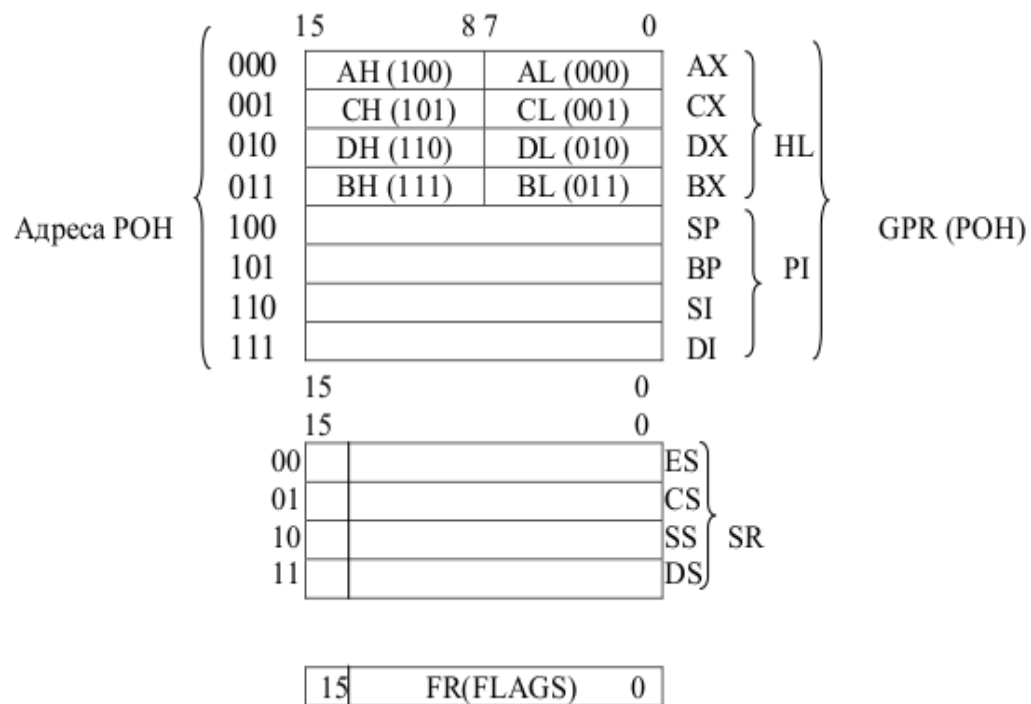 15 8 7 0
000 AH (100) AL (000) AX
001 CH (101) CL (001) CX
010 DH (110) DL (010) DX HL
011 BH (111) BL (011) BX
Адреса РОН 100 SP GPR (РОН)
101 BP PI
110 SI
111 DI
15 0
15 0
00 ES
01 CS
10 SS SR
11 DS
15 FR(FLAGS) 0